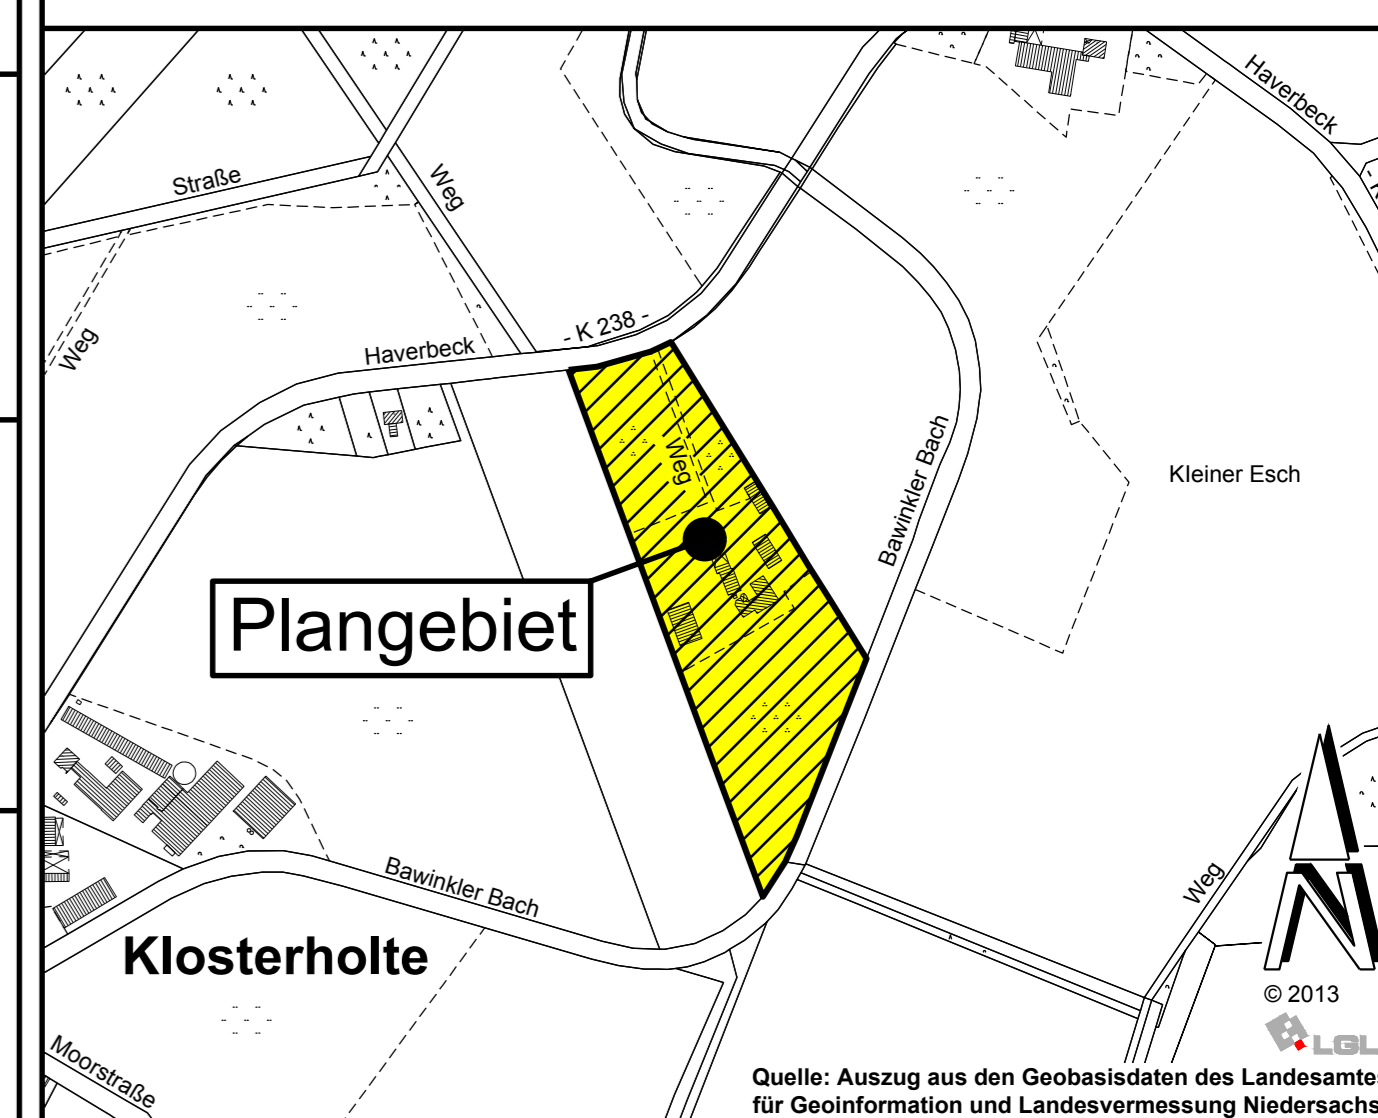 Haverbeck
Straße
Weg
- K 238 -
Haverbeck
Weg
Weg
Bawinkler Bach
Kleiner Esch
Plangebiet
Weg
Bawinkler Bach
Klosterholte
N
© 2013
LGL
Moorstraße
Quelle: Auszug aus den Geobasisdaten des Landesamtes
für Geoinformation und Landesvermessung Niedersachs